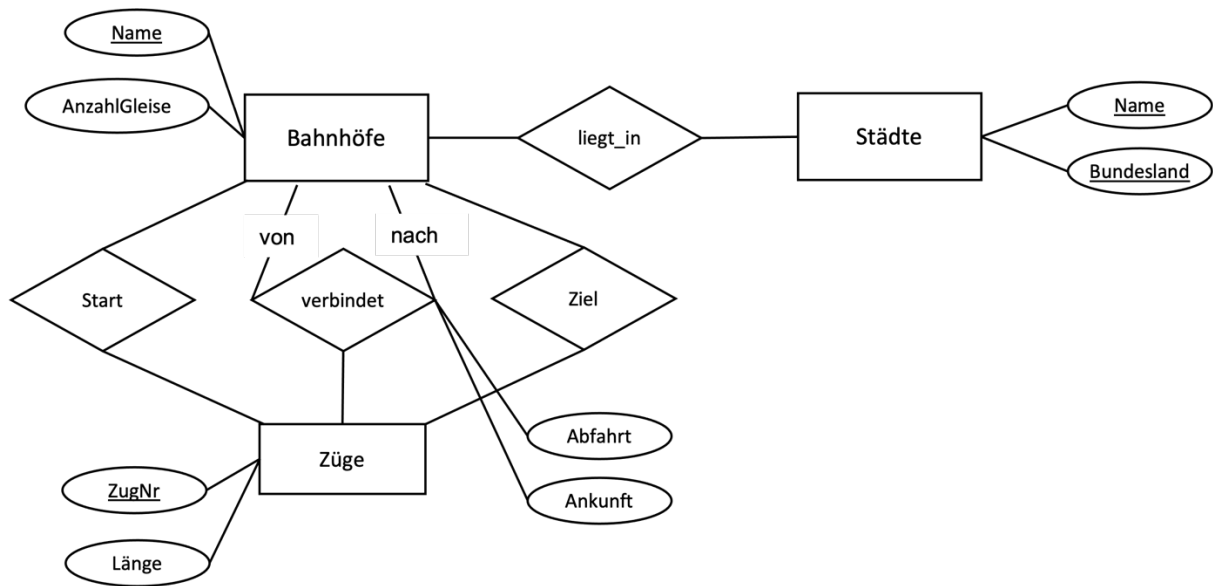 Name
AnzahlGleise
Bahnhöfe
liegt_in
Städte
Name
Bundesland
von
nach
Start
verbindet
Ziel
Züge
Abfahrt
ZugNr
Ankunft
Länge